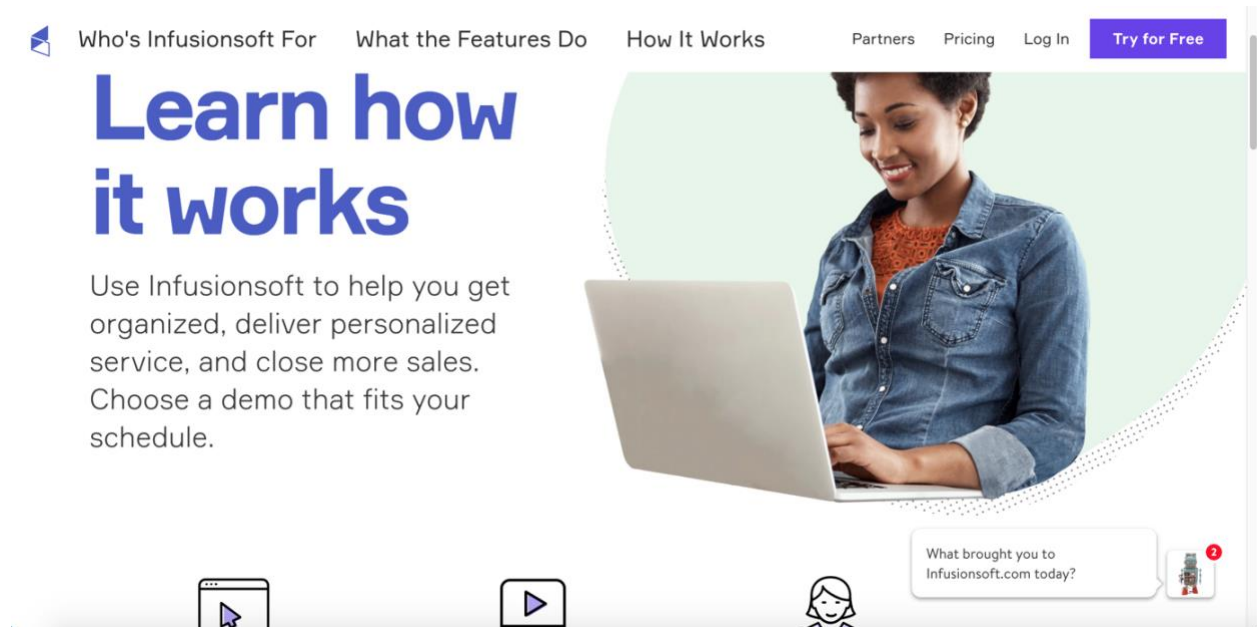 Who's Infusionsoft For
What the Features Do
How It Works
Partners
Pricing
Log In
Try for Free
Learn how
it works
Use Infusionsoft to help you get
organized, deliver personalized
service, and close more sales.
Choose a demo that fits your
schedule.
What brought you to
Infusionsoft.com today?
2